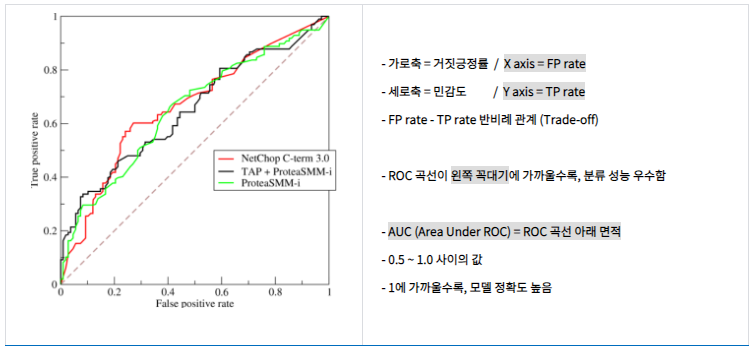 True positive rate
1
0.8
0.6
0.4
0.2
0
0
0.2
0.4
0.6
0.8
1
False positive rate
NetChop C-term 3.0
TAP + ProteaSMM-i
ProteaSMM-i
- 가로축 = 거짓긍정률 / X axis = FP rate
- 세로축 = 민감도 / Y axis = TP rate
- FP rate - TP rate 반비례 관계 (Trade-off)
- ROC 곡선이 왼쪽 꼭대기에 가까울수록, 분류 성능 우수함
- AUC (Area Under ROC) = ROC 곡선 아래 면적
- 0.5 ~ 1.0 사이의 값
- 1에 가까울수록, 모델 정확도 높음